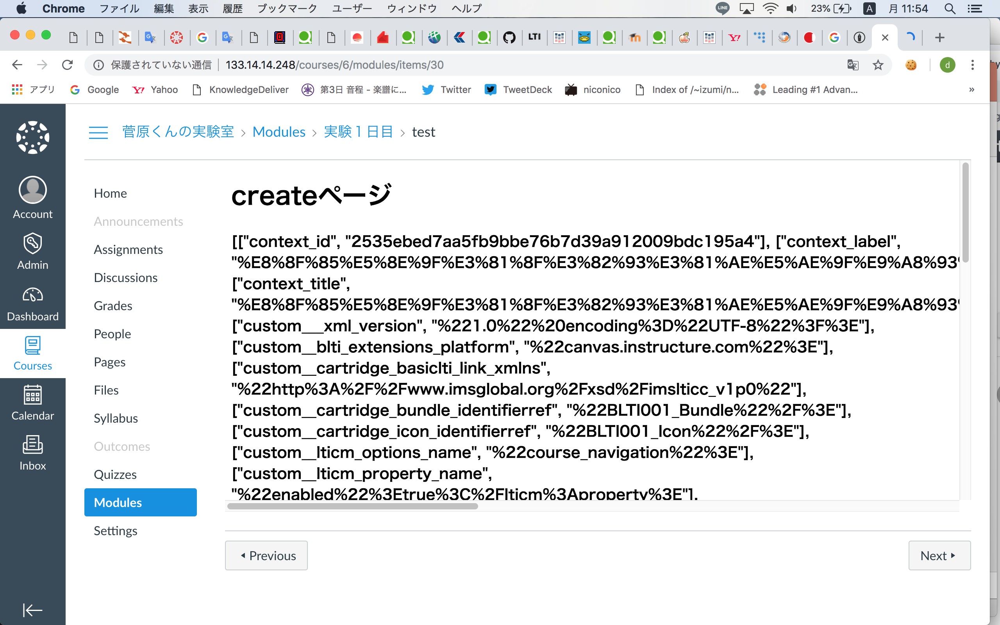 Chrome ファイル 編集 表示 履歴 ブックマーク ユーザー ウィンドウ ヘルプ LINE 23% A 月 11:54
LTI
保護されていない通信 133.14.14.248/courses/6/modules/items/30 d
アプリ Google Yahoo KnowledgeDeliver 第3日 音程 – 楽譜に... Twitter TweetDeck niconico Index of /~izumi/n... Leading #1 Advan... »
菅原くんの実験室 › Modules › 実験１日目 › test
Account
Admin
Dashboard
Courses
Calendar
Inbox
Home
Announcements
Assignments
Discussions
Grades
People
Pages
Files
Syllabus
Outcomes
Quizzes
Modules
Settings
createページ
[["context_id", "2535ebed7aa5fb9bbe76b7d39a912009bdc195a4"], ["context_label",
"%E8%8F%85%E5%8E%9F%E3%81%8F%E3%82%93%E3%81%AE%E5%AE%9F%E9%A8%93%
["context_title",
"%E8%8F%85%E5%8E%9F%E3%81%8F%E3%82%93%E3%81%AE%E5%AE%9F%E9%A8%93%
["custom___xml_version", "%221.0%22%20encoding%3D%22UTF-8%22%3F%3E"],
["custom__blti_extensions_platform", "%22canvas.instructure.com%22%3E"],
["custom__cartridge_basiclti_link_xmlns",
"%22http%3A%2F%2Fwww.imsglobal.org%2Fxsd%2Fimslticc_v1p0%22"],
["custom__cartridge_bundle_identifierref", "%22BLTI001_Bundle%22%2F%3E"],
["custom__cartridge_icon_identifierref", "%22BLTI001_Icon%22%2F%3E"],
["custom__lticm_options_name", "%22course_navigation%22%3E"],
["custom__lticm_property_name",
"%22enabled%22%3Etrue%3C%2Flticm%3Aproperty%3E"],
Previous
Next